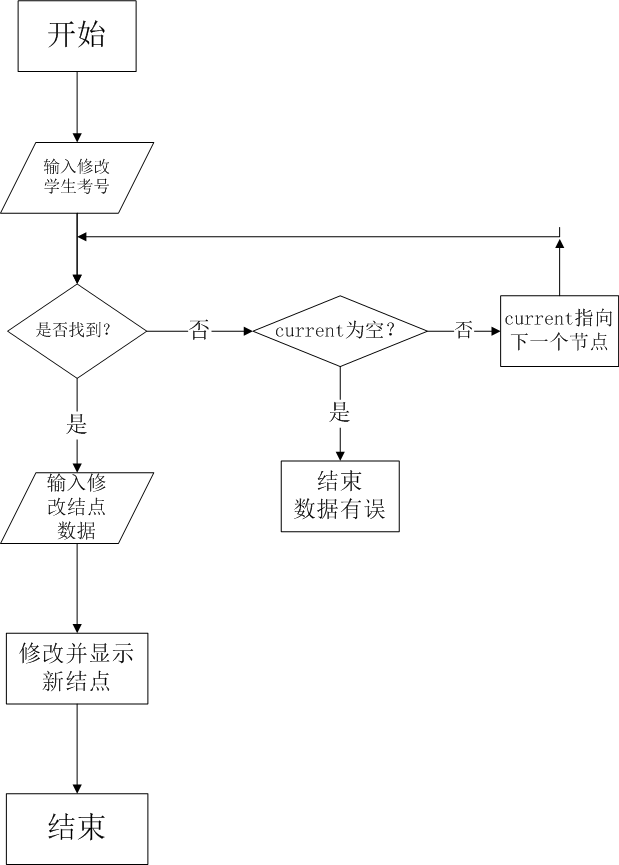 开始
输入修改
学生考号
是否找到?
否
current为空?
否
current指向
下一个节点
是
是
输入修
改结点
数据
结束
数据有误
修改并显示
新结点
结束